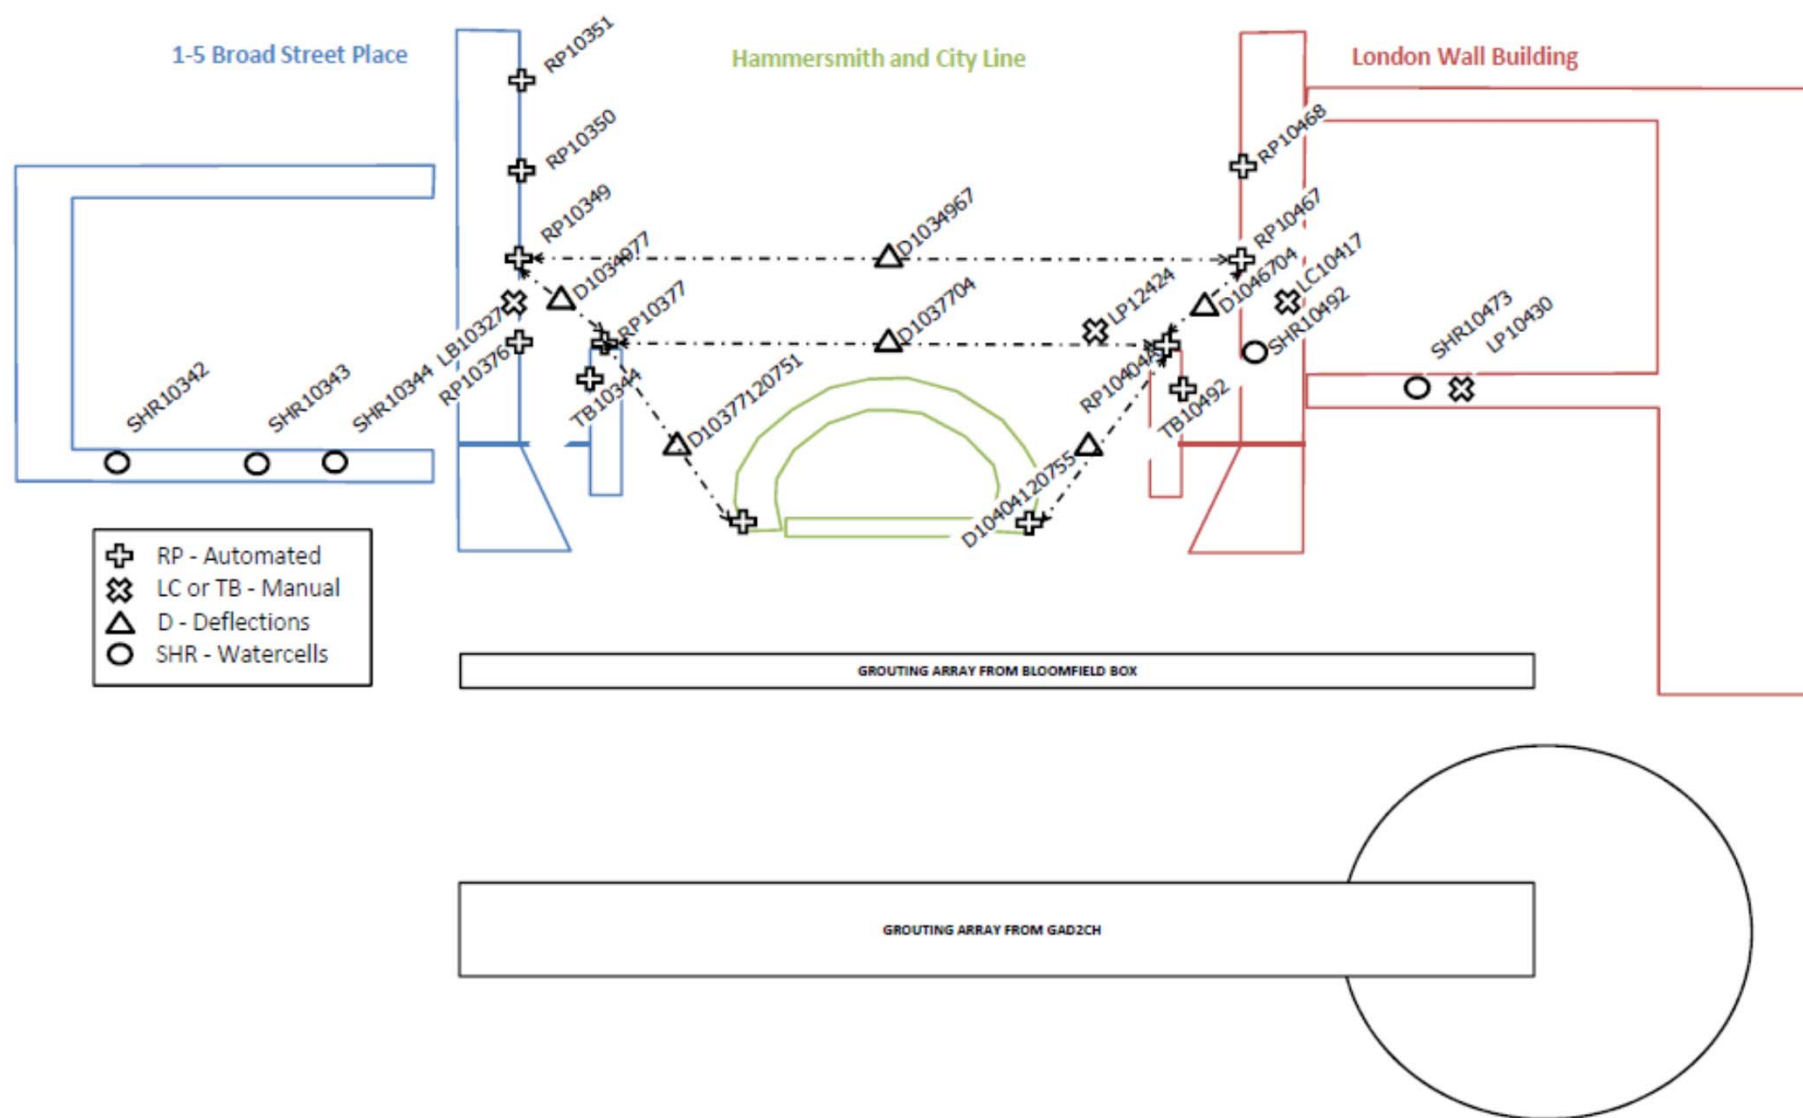 1-5 Broad Street Place
Hammersmith and City Line
London Wall Building
RP10351
RP10350
RP10349
RP10468
RP10467
D1034967
D1034977
RP10377
D1037704
LP12424
D1046704
LC10417
SHR10492
LB10327
RP10376
TB10344
D10377120751
RP10404A
TB10492
D10404120755
SHR10342
SHR10343
SHR10344
SHR10473
LP10430
RP - Automated
LC or TB - Manual
D - Deflections
SHR - Watercells
GROUTING ARRAY FROM BLOOMFIELD BOX
GROUTING ARRAY FROM GAD2CH